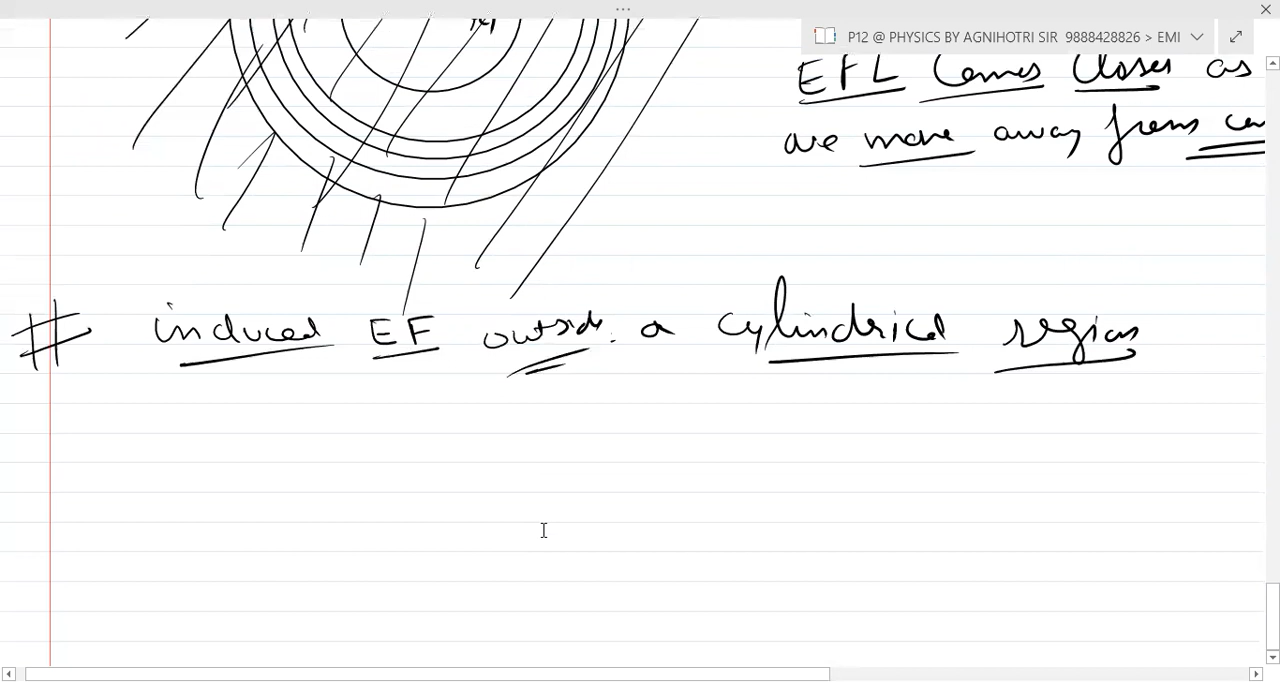 P12 @ PHYSICS BY AGNIHOTRI SIR 9888428826 > EMI
EFL Comes Closer as
are move away from
# induced EF outside a cylindrical region